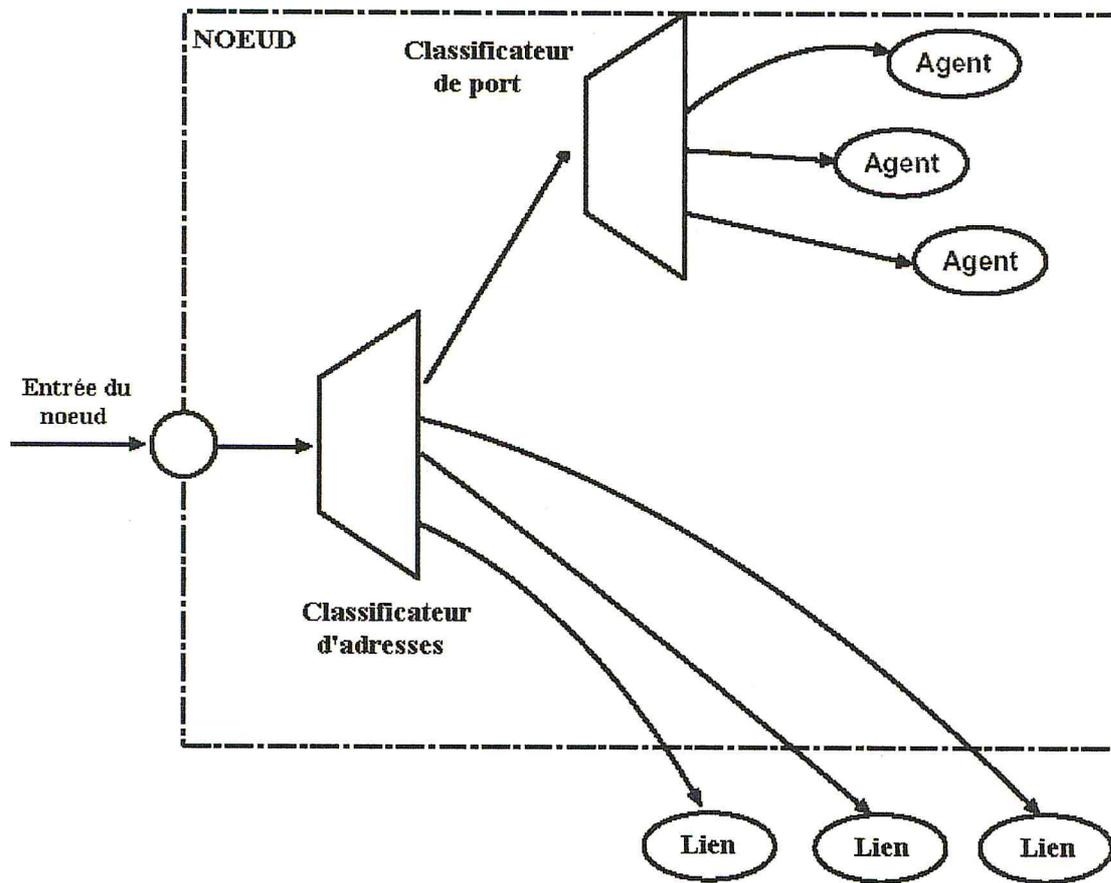 NOEUD
Classificateur
de port
Agent
Agent
Agent
Entrée du
noeud
Classificateur
d'adresses
Lien
Lien
Lien